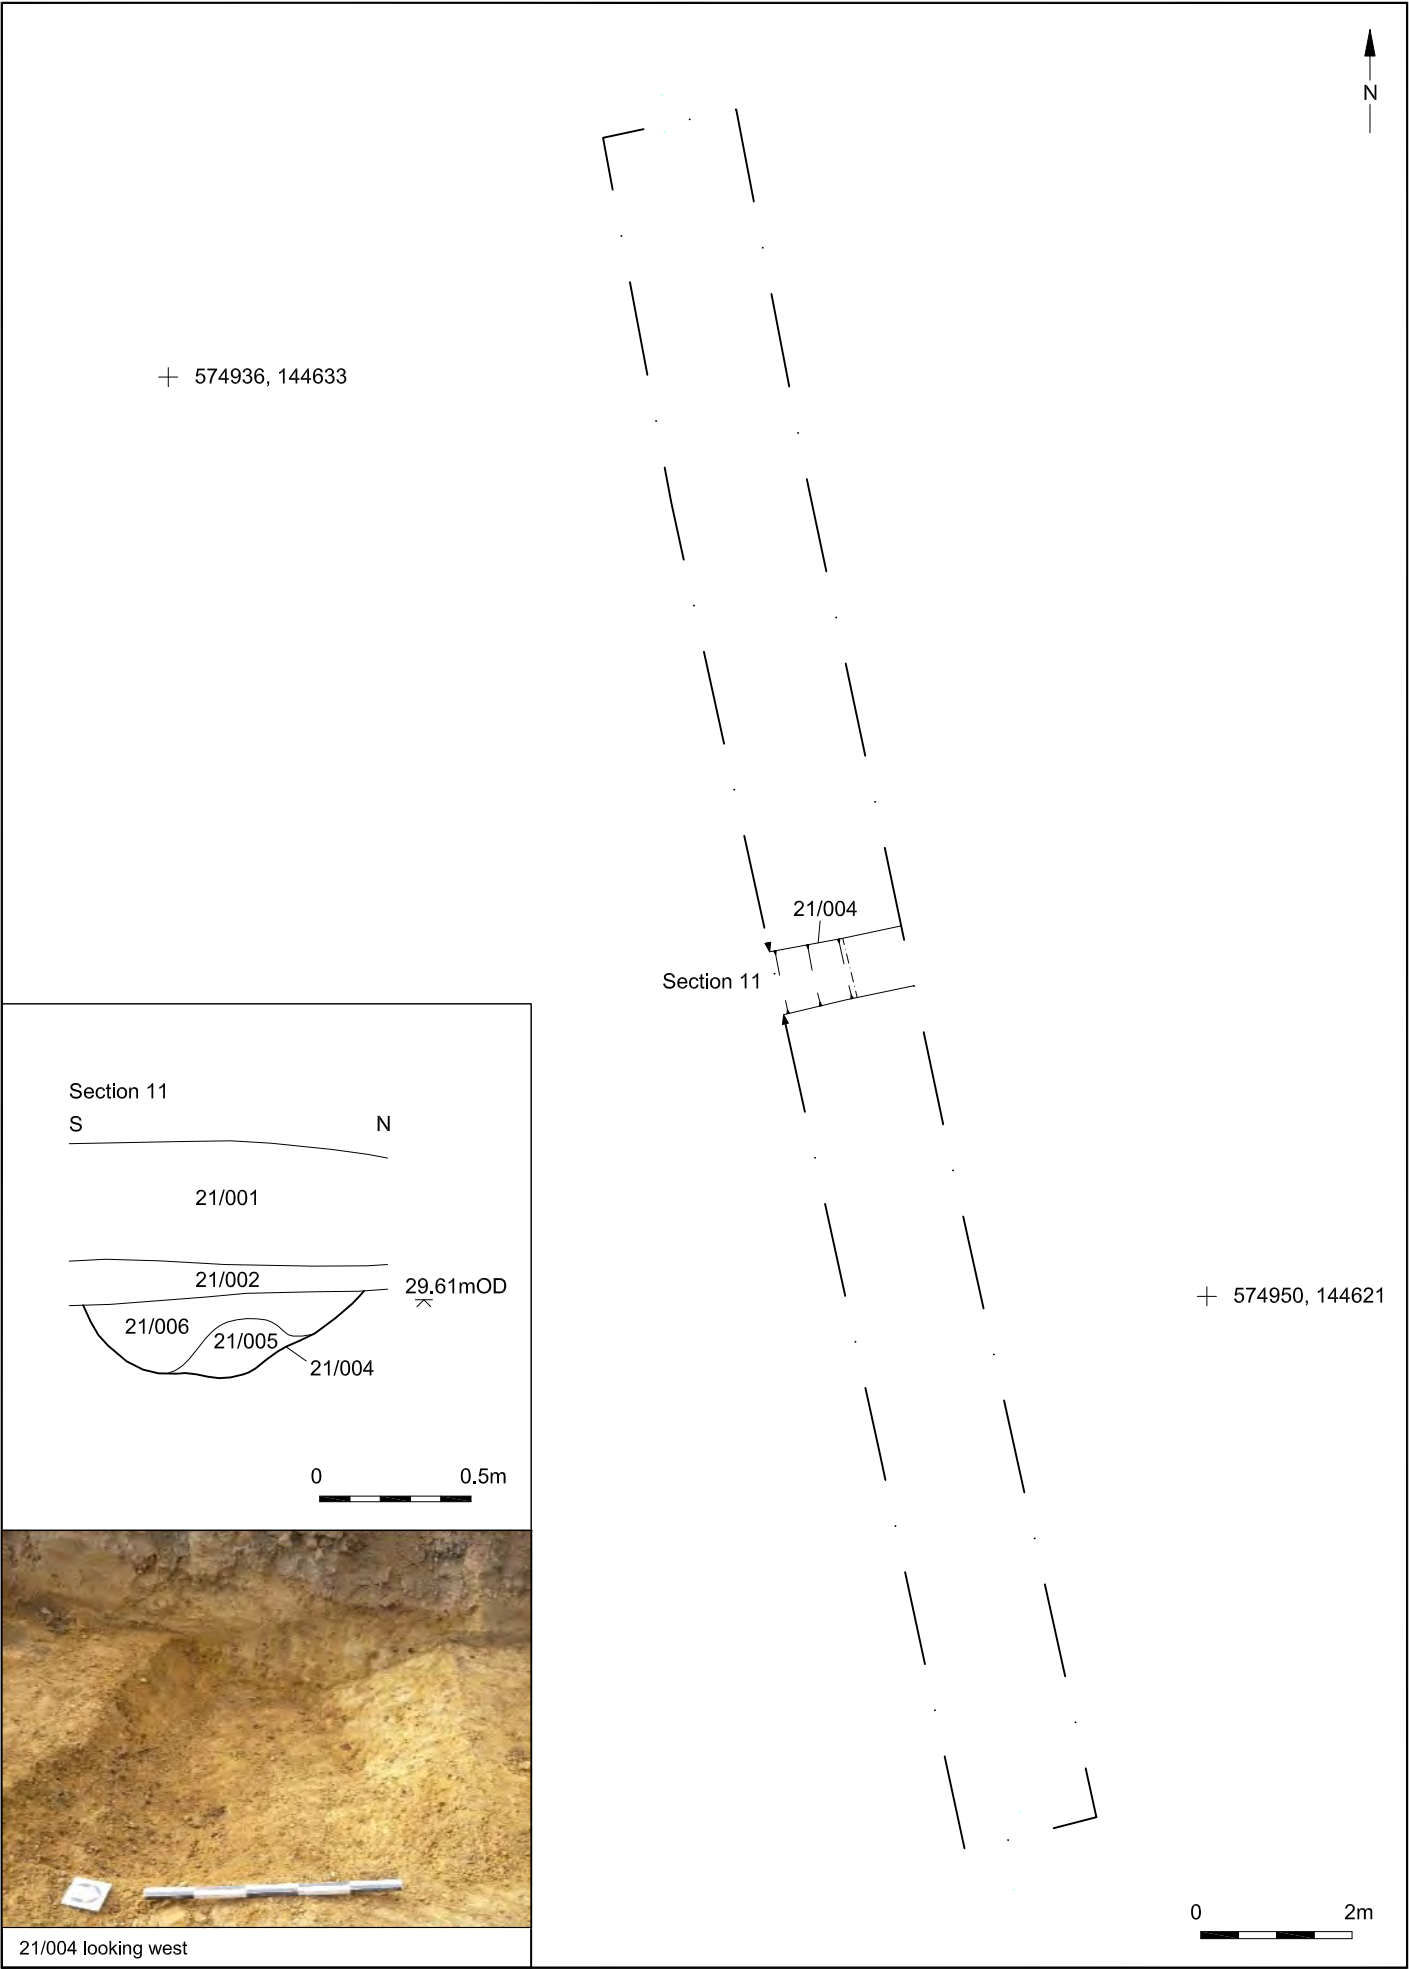 N
574936, 144633
21/004
Section 11
574950, 144621
0 2m
Section 11
S N
21/001
21/002
29.61mOD
21/006
21/005
21/004
0 0.5m
21/004 looking west